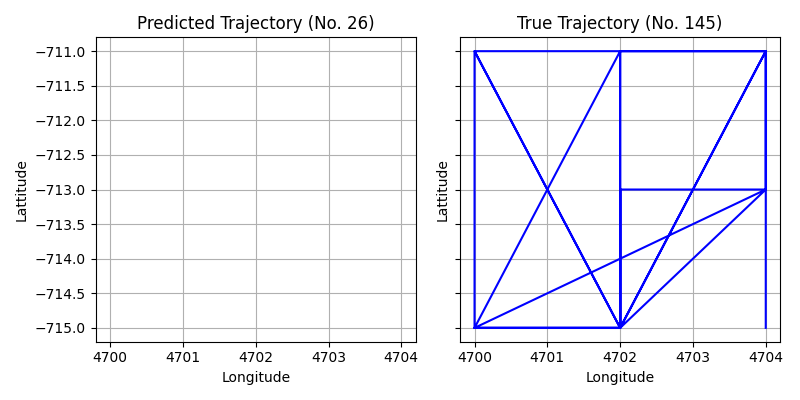 Predicted Trajectory (No. 26)
True Trajectory (No. 145)
Lattitude
−711.0
−711.5
−712.0
−712.5
−713.0
−713.5
−714.0
−714.5
−715.0
4700 4701 4702 4703 4704
Longitude
Lattitude
4700 4701 4702 4703 4704
Longitude